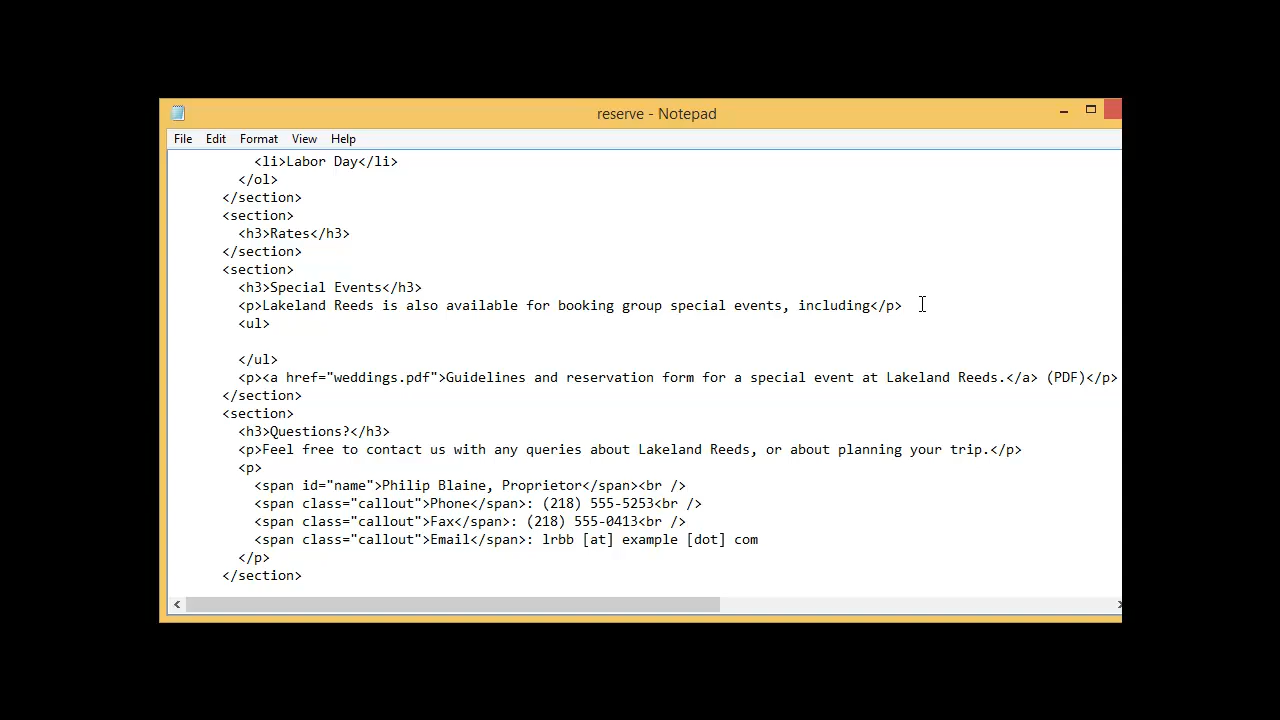 reserve - Notepad
File Edit Format View Help
<li>Labor Day</li>
</ol>
</section>
<section>
<h3>Rates</h3>
</section>
<section>
<h3>Special Events</h3>
<p>Lakeland Reeds is also available for booking group special events, including</p>
<ul>
</ul>
<p><a href="weddings.pdf">Guidelines and reservation form for a special event at Lakeland Reeds.</a> (PDF)</p>
</section>
<section>
<h3>Questions?</h3>
<p>Feel free to contact us with any queries about Lakeland Reeds, or about planning your trip.</p>
<p>
<span id="name">Philip Blaine, Proprietor</span><br />
<span class="callout">Phone</span>: (218) 555-5253<br />
<span class="callout">Fax</span>: (218) 555-0413<br />
<span class="callout">Email</span>: lrbb [at] example [dot] com
</p>
</section>